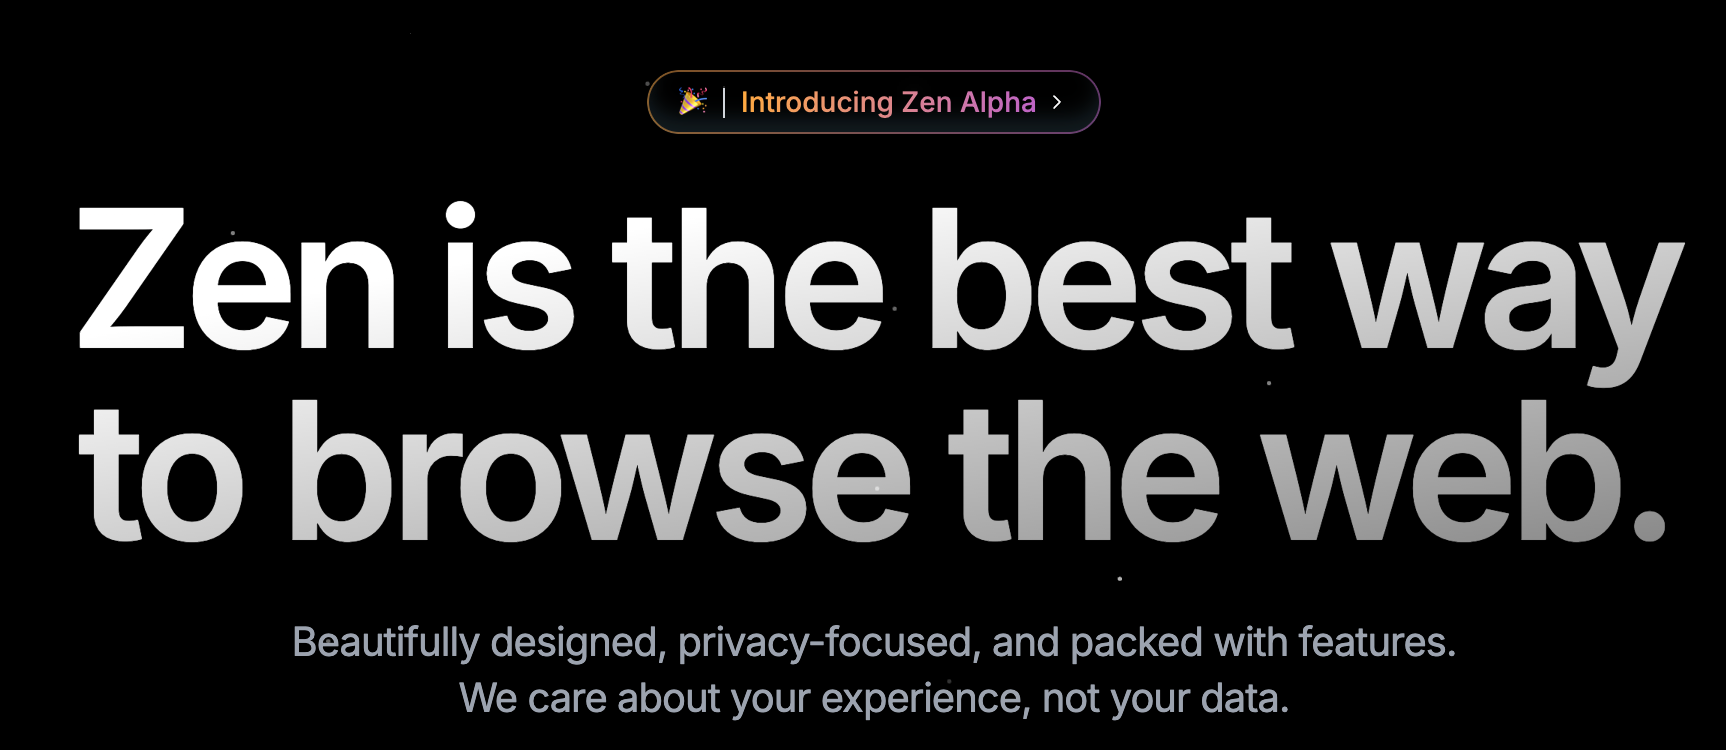 🎉 | Introducing Zen Alpha >
Zen is the best way
to browse the web.
Beautifully designed, privacy-focused, and packed with features.
We care about your experience, not your data.